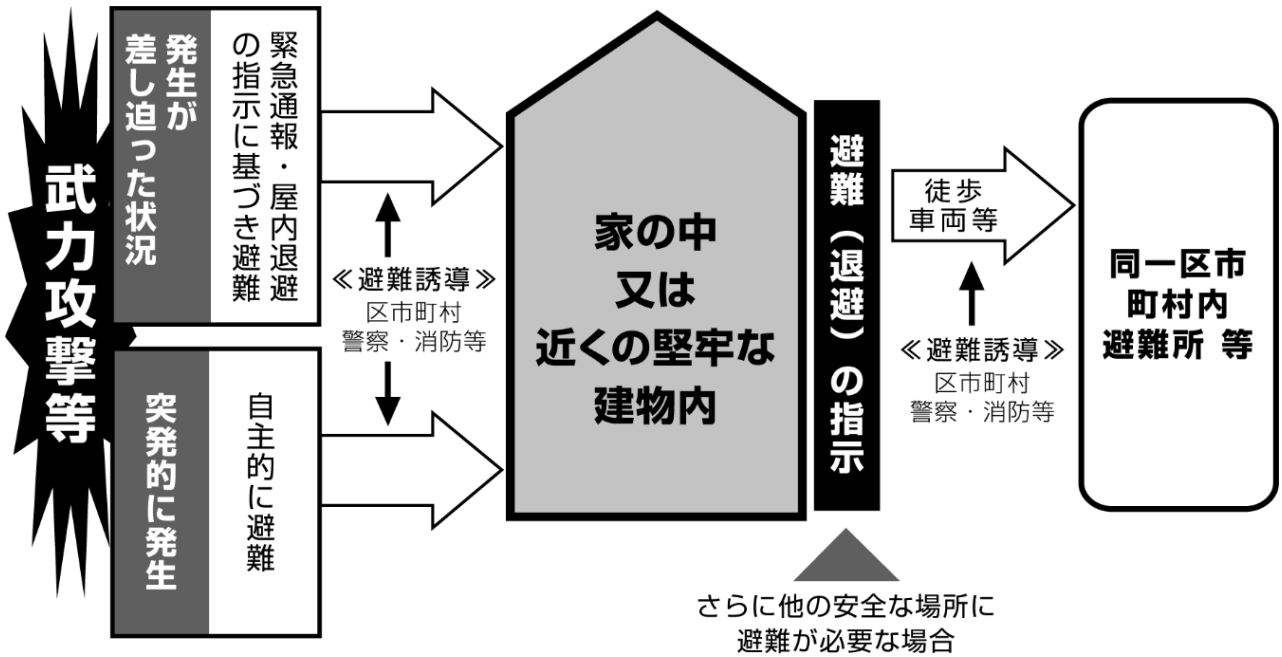 武力攻撃等
発生が
差し迫った状況
緊急通報・屋内退避
の指示に基づき避難
突発的に発生
自主的に避難
≪避難誘導≫
区市町村
警察・消防等
家の中
又は
近くの堅牢な
建物内
避難（退避）の指示
さらに他の安全な場所に
避難が必要な場合
徒歩
車両等
≪避難誘導≫
区市町村
警察・消防等
同一区市
町村内
避難所 等